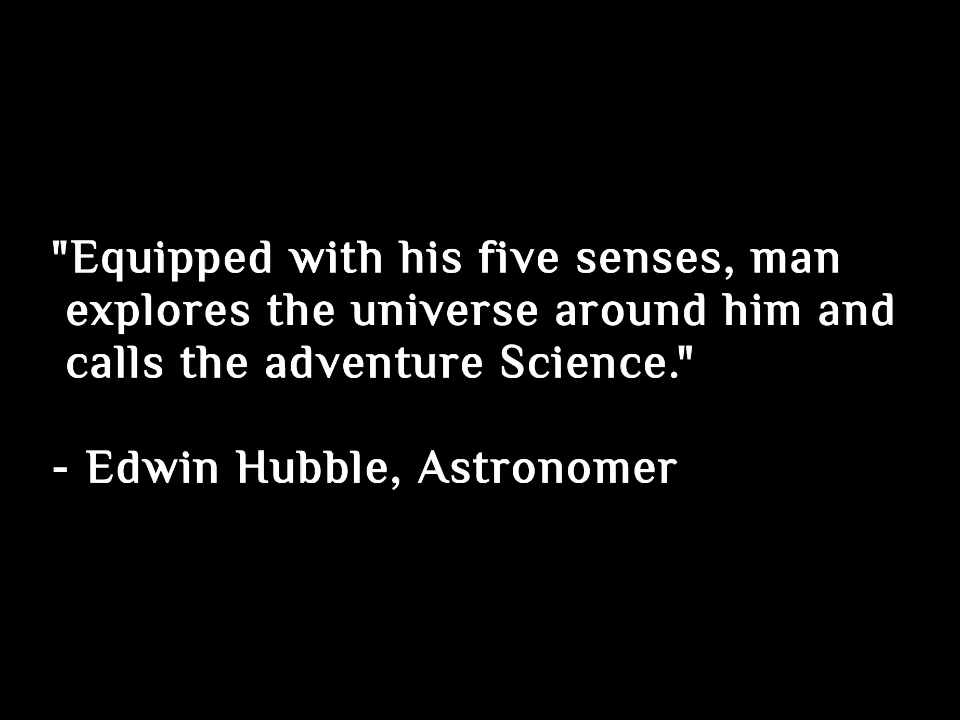 "Equipped with his five senses, man
explores the universe around him and
calls the adventure Science."
- Edwin Hubble, Astronomer